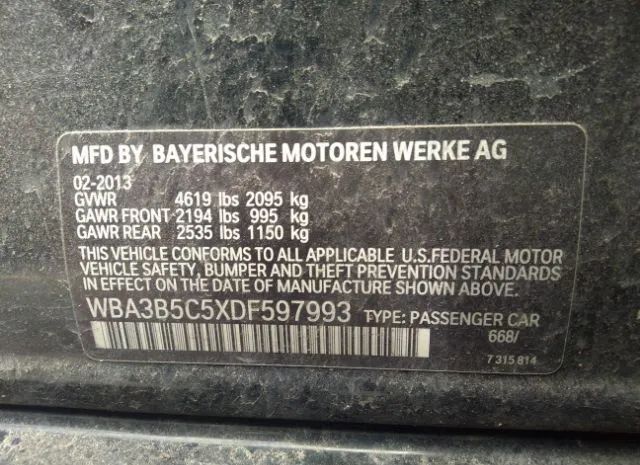 MFD BY BAYERISCHE MOTOREN WERKE AG
02-2013
GVWR 4619 lbs 2095 kg
GAWR FRONT 2194 lbs 995 kg
GAWR REAR 2535 lbs 1150 kg
THIS VEHICLE CONFORMS TO ALL APPLICABLE U.S.FEDERAL MOTOR
VEHICLE SAFETY, BUMPER AND THEFT PREVENTION STANDARDS
IN EFFECT ON THE DATE OF MANUFACTURE SHOWN ABOVE.
WBA3B5C5XDF597993 TYPE: PASSENGER CAR
668/
7 315 814